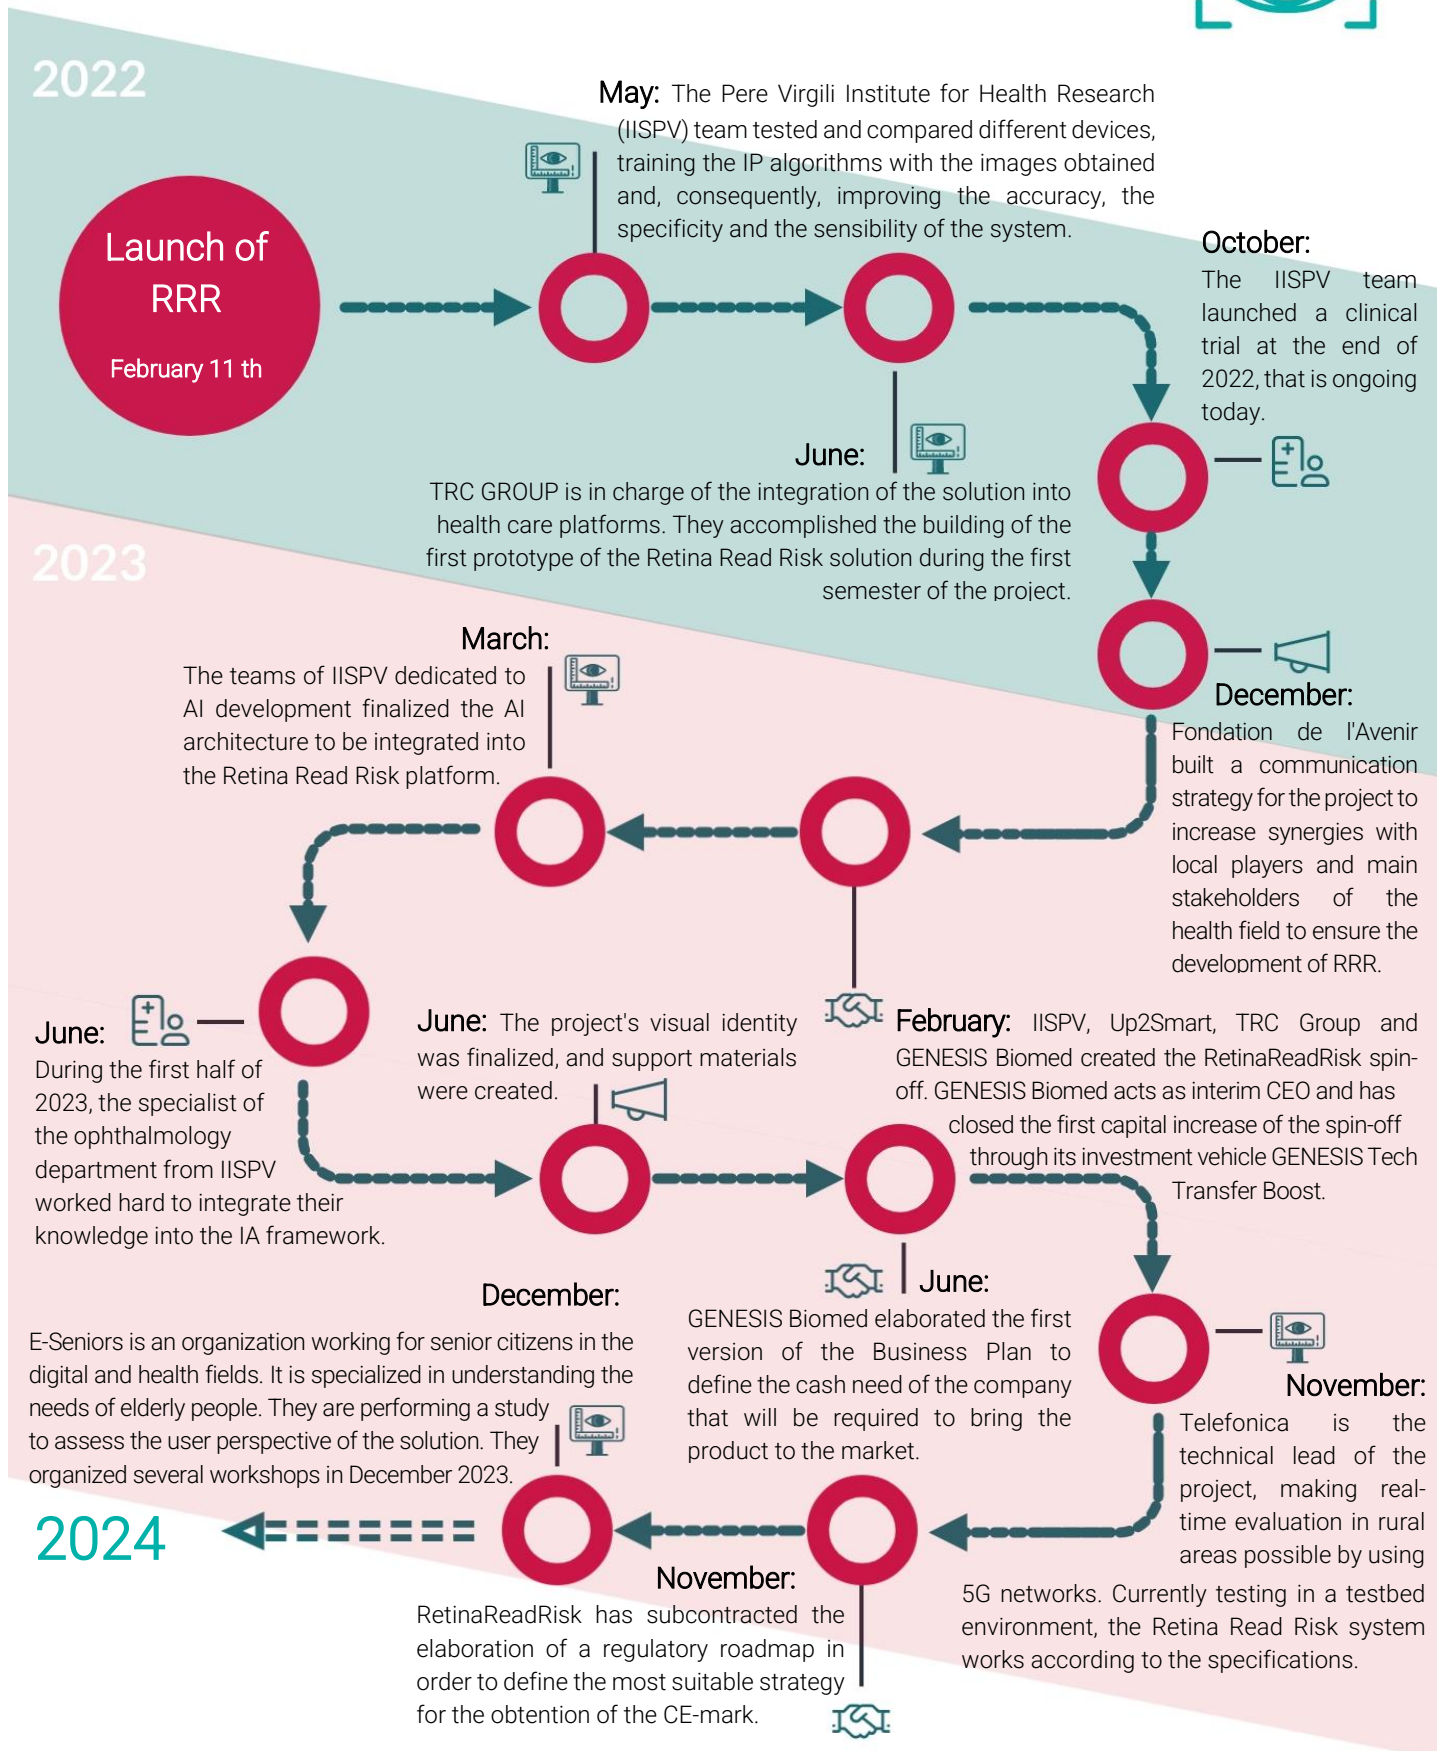 2022
May: The Pere Virgili Institute for Health Research
(IISPV) team tested and compared different devices,
training the IP algorithms with the images obtained
and, consequently, improving the accuracy, the
specificity and the sensibility of the system.
Launch of
RRR
February 11 th
October:
The IISPV team
launched a clinical
trial at the end of
2022, that is ongoing
today.
June:
TRC GROUP is in charge of the integration of the solution into
health care platforms. They accomplished the building of the
first prototype of the Retina Read Risk solution during the first
semester of the project.
2023
December:
Fondation de l'Avenir
built a communication
strategy for the project to
increase synergies with
local players and main
stakeholders of the
health field to ensure the
development of RRR.
March:
The teams of IISPV dedicated to
AI development finalized the AI
architecture to be integrated into
the Retina Read Risk platform.
February: IISPV, Up2Smart, TRC Group and
GENESIS Biomed created the RetinaReadRisk spin-
off. GENESIS Biomed acts as interim CEO and has
closed the first capital increase of the spin-off
through its investment vehicle GENESIS Tech
Transfer Boost.
June:
During the first half of
2023, the specialist of
the ophthalmology
department from IISPV
worked hard to integrate their
knowledge into the IA framework.
June: The project's visual identity
was finalized, and support materials
were created.
June:
GENESIS Biomed elaborated the first
version of the Business Plan to
define the cash need of the company
that will be required to bring the
product to the market.
November:
Telefonica is the
technical lead of the
project, making real-
time evaluation in rural
areas possible by using
5G networks. Currently testing in a testbed
environment, the Retina Read Risk system
works according to the specifications.
December:
E-Seniors is an organization working for senior citizens in the
digital and health fields. It is specialized in understanding the
needs of elderly people. They are performing a study
to assess the user perspective of the solution. They
organized several workshops in December 2023.
November:
RetinaReadRisk has subcontracted the
elaboration of a regulatory roadmap in
order to define the most suitable strategy
for the obtention of the CE-mark.
2024